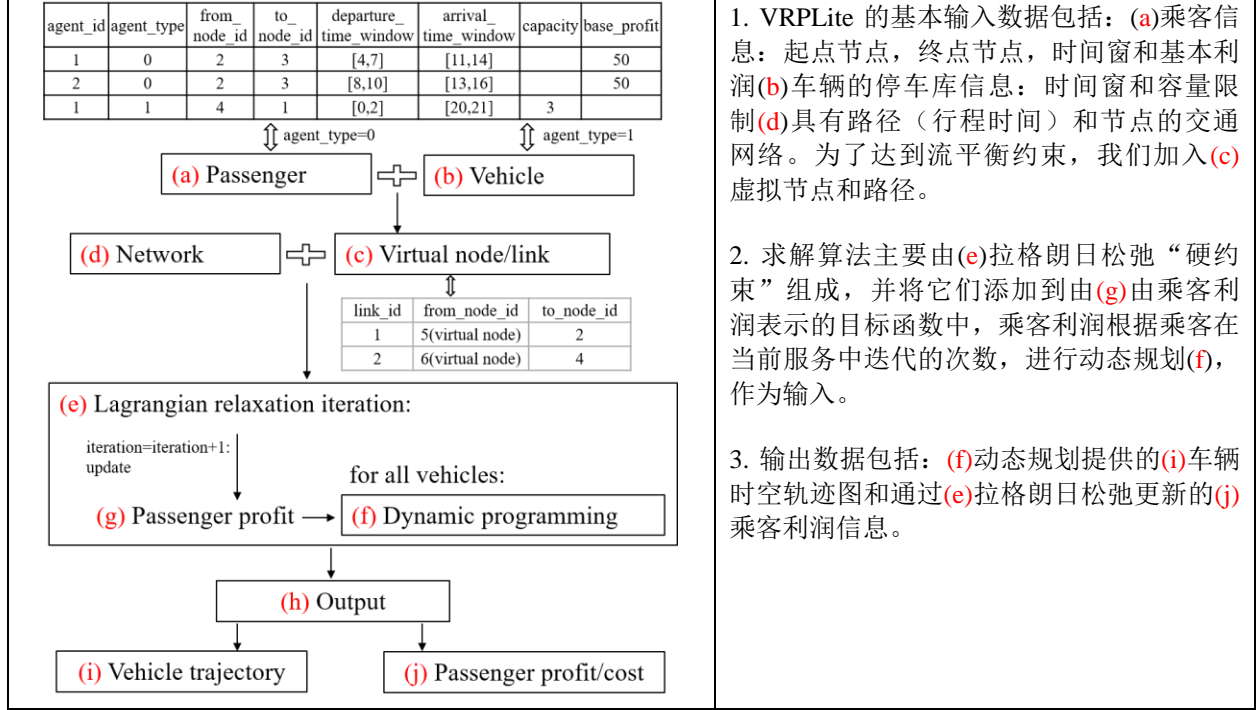 agent_id agent_type from_node_id to_node_id departure_time_window arrival_time_window capacity base_profit
1 0 2 3 [4,7] [11,14] 50
2 0 2 3 [8,10] [13,16] 50
1 1 4 1 [0,2] [20,21] 3
agent_type=0 agent_type=1
(a) Passenger (b) Vehicle
(d) Network (c) Virtual node/link
link_id from_node_id to_node_id
1 5(virtual node) 2
2 6(virtual node) 4
(e) Lagrangian relaxation iteration:
iteration=iteration+1:
update
for all vehicles:
(g) Passenger profit (f) Dynamic programming
(h) Output
(i) Vehicle trajectory (j) Passenger profit/cost
1. VRPLite 的基本输入数据包括：(a)乘客信
息：起点节点，终点节点，时间窗和基本利
润(b)车辆的停车库信息：时间窗和容量限
制(d)具有路径（行程时间）和节点的交通
网络。为了达到流平衡约束，我们加入(c)
虚拟节点和路径。
2. 求解算法主要由(e)拉格朗日松弛“硬约
束”组成，并将它们添加到由(g)由乘客利
润表示的目标函数中，乘客利润根据乘客在
当前服务中迭代的次数，进行动态规划(f)，
作为输入。
3. 输出数据包括：(f)动态规划提供的(i)车辆
时空轨迹图和通过(e)拉格朗日松弛更新的(j)
乘客利润信息。